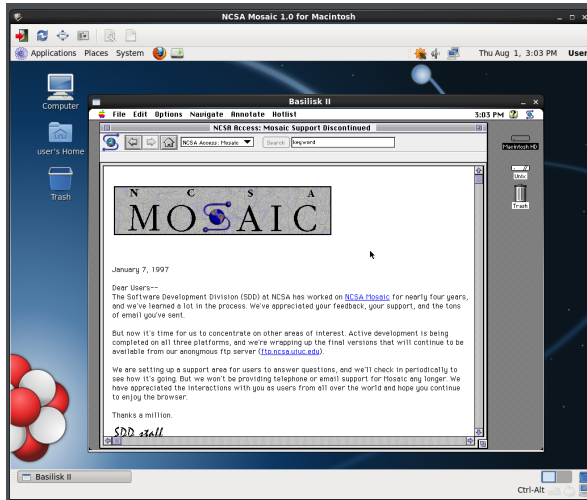 NCSA Mosaic 1.0 for Macintosh
Applications Places System
Thu Aug 1, 3:03 PM User
Computer
user's Home
Trash
Basilisk II
File Edit Options Navigate Annotate Hotlist
3:03 PM
NCSA Access: Mosaic Support Discontinued
NCSA Access: Mosaic
Search
keyword
Macintosh HD
Unix
Trash
N C S A
MOSAIC
January 7, 1997
Dear Users--
The Software Development Division (SDD) at NCSA has worked on NCSA Mosaic for nearly four years,
and we've learned a lot in the process. We've appreciated your feedback, your support, and the tons
of email you've sent.
But now it's time for us to concentrate on other areas of interest. Active development is being
completed on all three platforms, and we're wrapping up the final versions that will continue to be
available from our anonymous ftp server (ftp.ncsa.uiuc.edu).
We are setting up a support area for users to answer questions, and we'll check in periodically to
see how it's going. But we won't be providing telephone or email support for Mosaic any longer. We
have appreciated the interactions with you as users from all over the world and hope you continue
to enjoy the browser.
Thanks a million.
SDD staff
Basilisk II
Ctrl-Alt